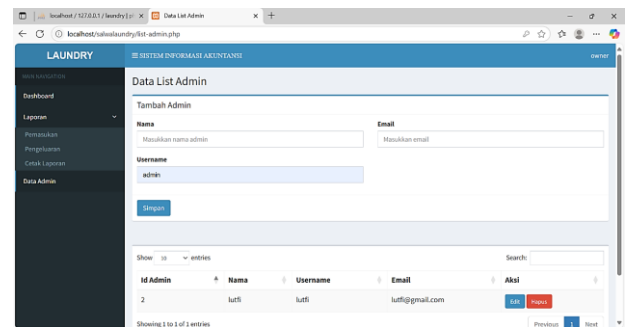 localhost / 127.0.0.1 / laundry | p
Data List Admin
localhost/salwalaundry/list-admin.php
LAUNDRY
SISTEM INFORMASI AKUNTANSI
owner
MAIN NAVIGATION
Dashboard
Laporan
Pemasukan
Pengeluaran
Cetak Laporan
Data Admin
Data List Admin
Tambah Admin
Nama
Email
Masukkan nama admin
Masukkan email
Username
admin
Simpan
Show 10 entries
Search:
Id Admin Nama Username Email Aksi
2 lutfi lutfi lutfi@gmail.com Edit Hapus
Showing 1 to 1 of 1 entries
Previous 1 Next